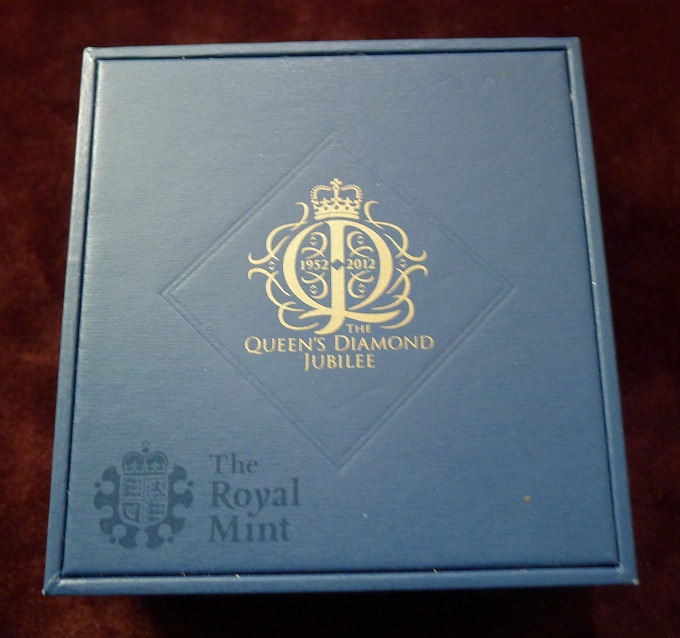 1952 2012
THE
QUEEN'S DIAMOND
JUBILEE
The
Royal
Mint